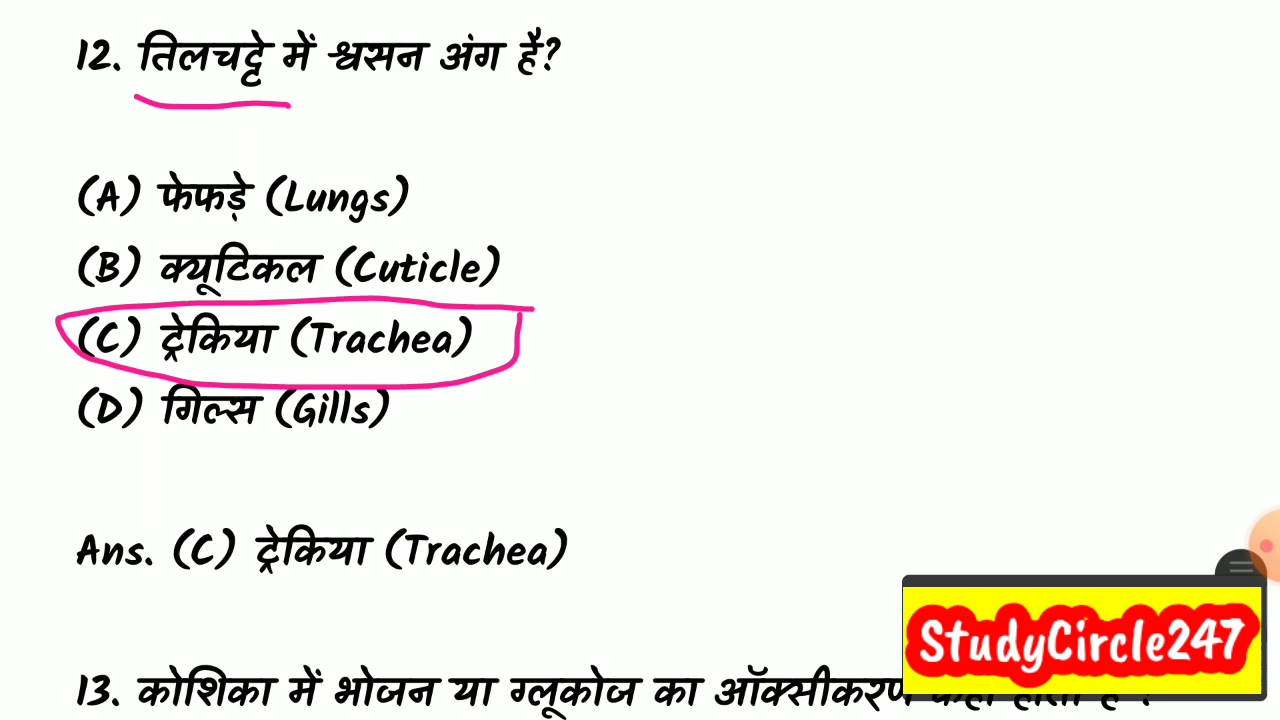 12. तिलचट्टे में श्वसन अंग है?
(A) फेफड़े (Lungs)
(B) क्यूटिकल (Cuticle)
(C) ट्रेकिया (Trachea)
(D) गिल्स (Gills)
Ans. (C) ट्रेकिया (Trachea)
StudyCircle247
13. कोशिका में भोजन या ग्लूकोज का ऑक्सीकरण